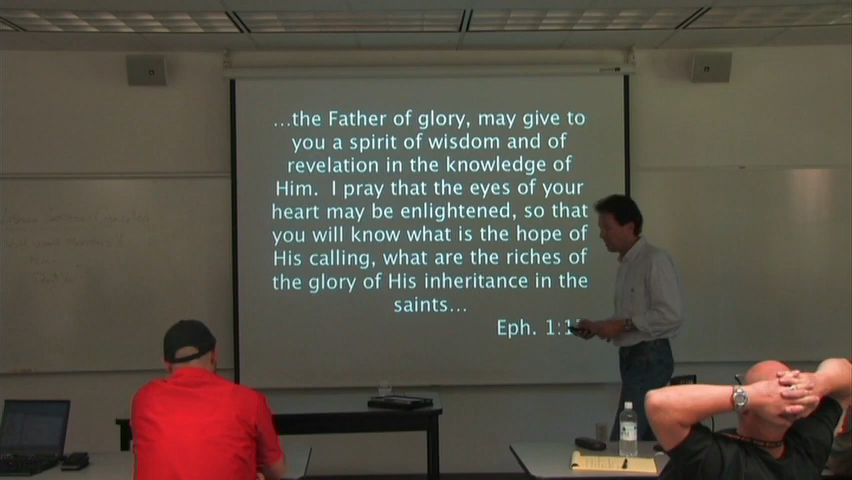 ...the Father of glory, may give to
you a spirit of wisdom and of
revelation in the knowledge of
Him.  I pray that the eyes of your
heart may be enlightened, so that
you will know what is the hope of
His calling, what are the riches of
the glory of His inheritance in the
saints...
Eph.